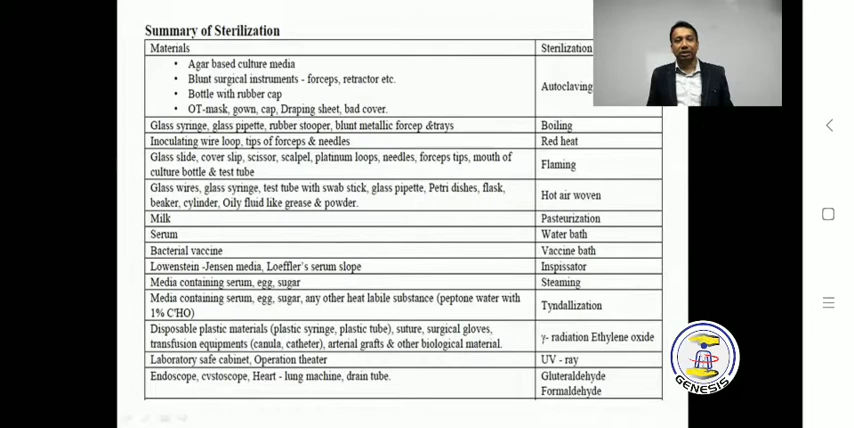 Summary of Sterilization
Materials Sterilization
• Agar based culture media
• Blunt surgical instruments - forceps, retractor etc.
• Bottle with rubber cap
• OT-mask, gown, cap, Draping sheet, bad cover.
Autoclaving
Glass syringe, glass pipette, rubber stooper, blunt metallic forcep &trays Boiling
Inoculating wire loop, tips of forceps & needles Red heat
Glass slide, cover slip, scissor, scalpel, platinum loops, needles, forceps tips, mouth of
culture bottle & test tube
Flaming
Glass wires, glass syringe, test tube with swab stick, glass pipette, Petri dishes, flask,
beaker, cylinder, Oily fluid like grease & powder.
Hot air woven
Milk Pasteurization
Serum Water bath
Bacterial vaccine Vaccine bath
Lowenstein -Jensen media, Loeffler's serum slope Inspissator
Media containing serum, egg, sugar Steaming
Media containing serum, egg, sugar, any other heat labile substance (peptone water with
1% CʰHO)
Tyndallization
Disposable plastic materials (plastic syringe, plastic tube), suture, surgical gloves,
transfusion equipments (canula, catheter), arterial grafts & other biological material.
γ- radiation Ethylene oxide
Laboratory safe cabinet, Operation theater UV - ray
Endoscope, cystoscope, Heart - lung machine, drain tube. Gluteraldehyde
Formaldehyde
GENESIS